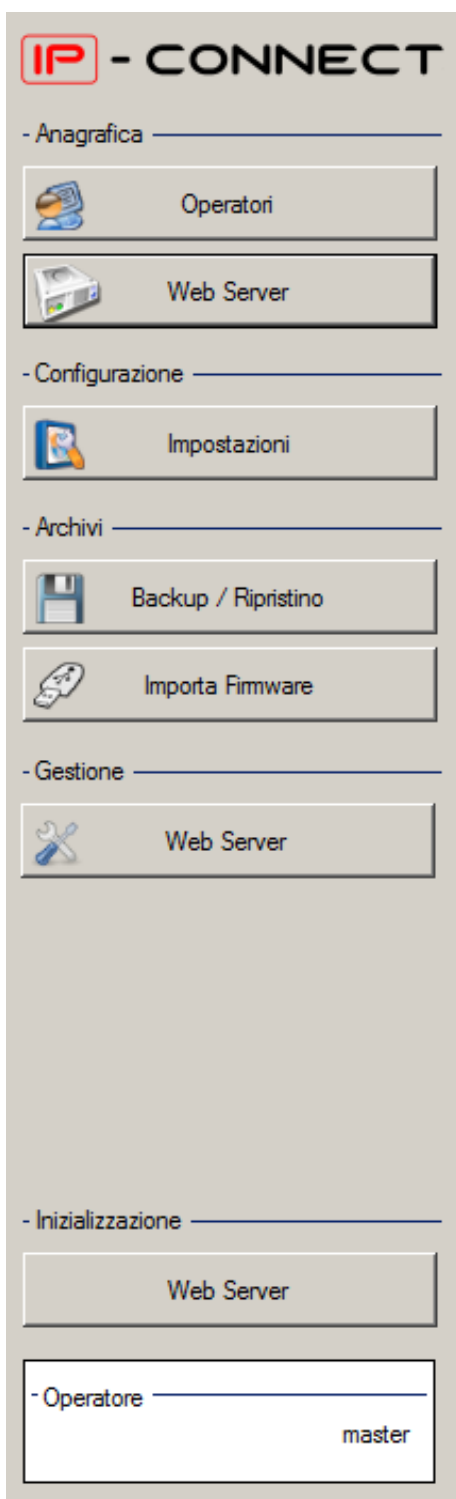 IP - CONNECT
- Anagrafica
Operatori
Web Server
- Configurazione
Impostazioni
- Archivi
Backup / Ripristino
Importa Firmware
- Gestione
Web Server
- Inizializzazione
Web Server
- Operatore
master